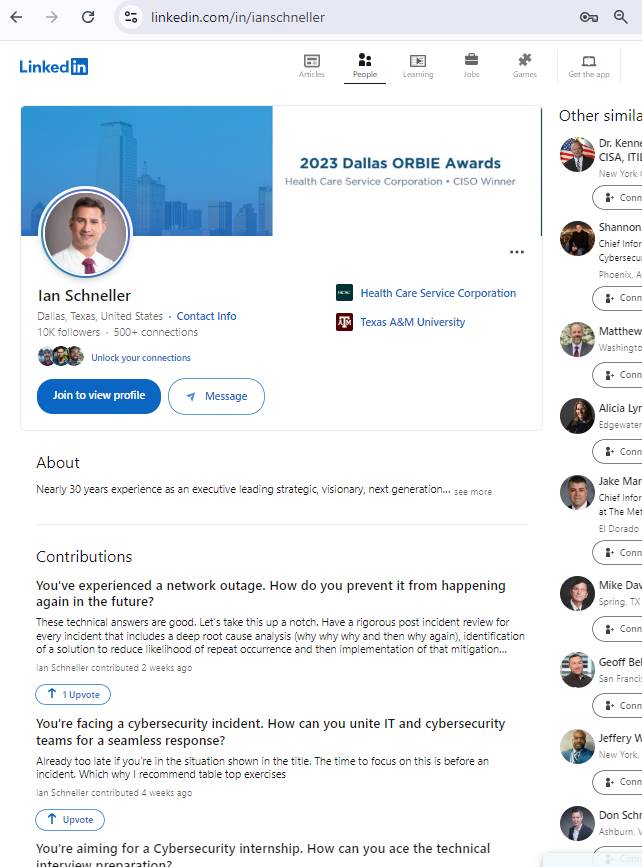 linkedin.com/in/ianschneller
Linked in
Articles
People
Learning
Jobs
Games
Get the app
2023 Dallas ORBIE Awards
Health Care Service Corporation • CISO Winner
Ian Schneller
Dallas, Texas, United States · Contact Info
10K followers · 500+ connections
Unlock your connections
Health Care Service Corporation
Texas A&M University
Join to view profile
Message
About
Nearly 30 years experience as an executive leading strategic, visionary, next generation... see more
Contributions
You've experienced a network outage. How do you prevent it from happening
again in the future?
These technical answers are good. Let's take this up a notch. Have a rigorous post incident review for
every incident that includes a deep root cause analysis (why why why and then why again), identification
of a solution to reduce likelihood of repeat occurrence and then implementation of that mitigation...
Ian Schneller contributed 2 weeks ago
1 Upvote
You're facing a cybersecurity incident. How can you unite IT and cybersecurity
teams for a seamless response?
Already too late if you're in the situation shown in the title. The time to focus on this is before an
incident. Which why I recommend table top exercises
Ian Schneller contributed 4 weeks ago
Upvote
You're aiming for a Cybersecurity internship. How can you ace the technical
interview preparation?
Other simila
Dr. Kenne
CISA, ITIL
New York
Conn
Shannon
Chief Infor
Cybersecu
Phoenix, A
Conn
Matthew
Washingto
Conn
Alicia Lyn
Edgewater
Conn
Jake Mar
Chief Infor
at The Met
El Dorado
Conn
Mike Dav
Spring, TX
Conn
Geoff Bel
San Francis
Conn
Jeffery W
New York,
Conn
Don Schn
Ashburn, V
Conn